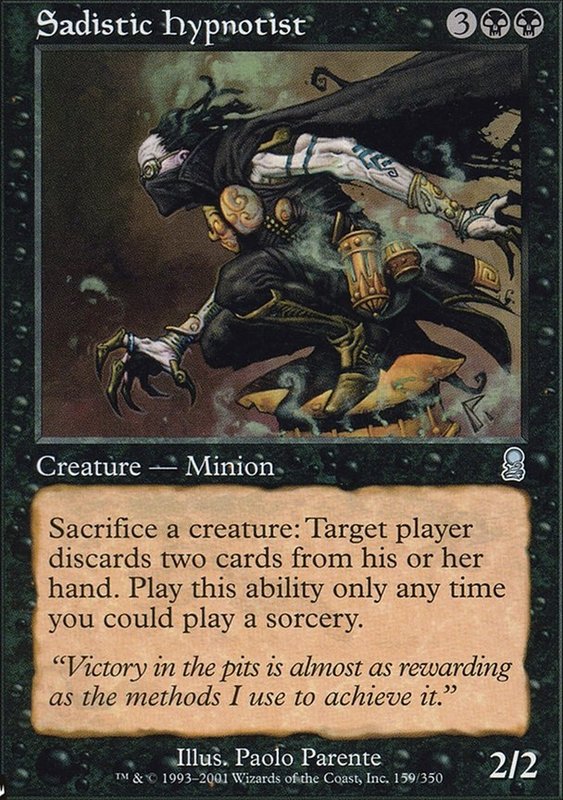 Sadistic Hypnotist 3
Creature — Minion
Sacrifice a creature: Target player
discards two cards from his or her
hand. Play this ability only any time
you could play a sorcery.
“Victory in the pits is almost as rewarding
as the methods I use to achieve it.”
Illus. Paolo Parente
™ & © 1993–2001 Wizards of the Coast, Inc. 159/350
2/2